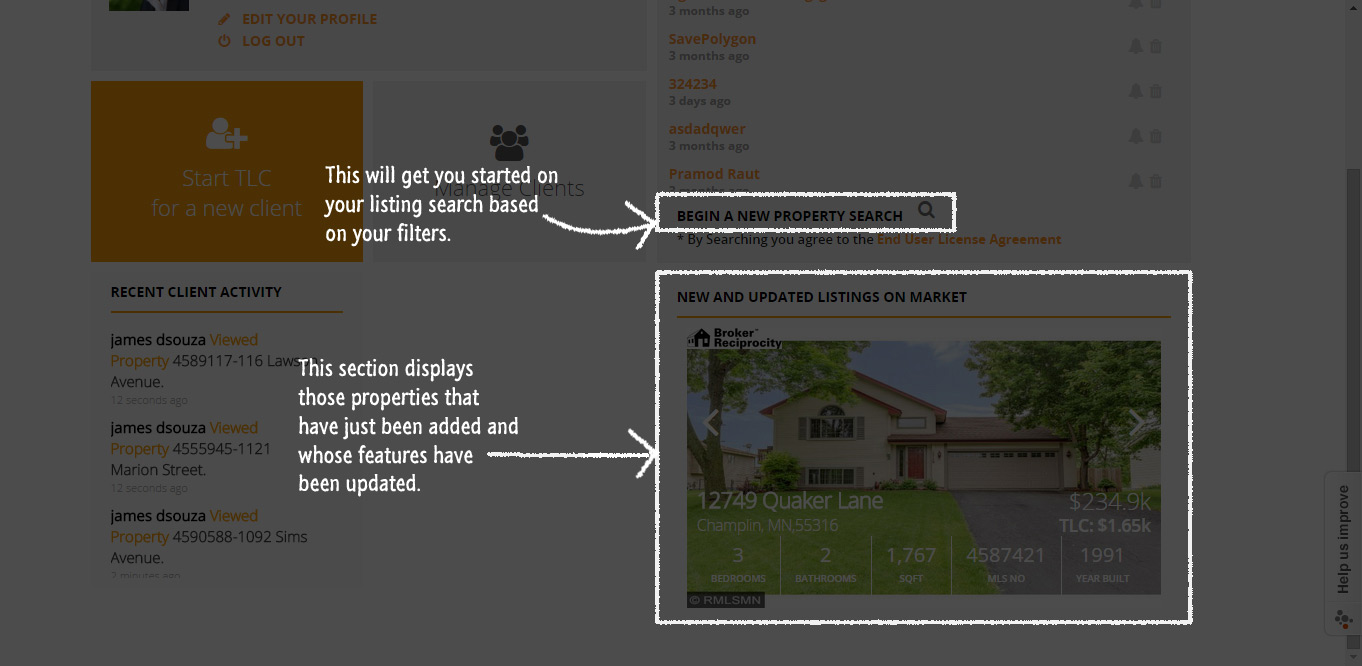 EDIT YOUR PROFILE
LOG OUT
3 months ago
SavePolygon
3 months ago
324234
3 days ago
asdadqwer
3 months ago
Pramod Raut
3 months ago
BEGIN A NEW PROPERTY SEARCH
* By Searching you agree to the End User License Agreement
Start TLC
for a new client
Manage Clients
This will get you started on
your listing search based
on your filters.
RECENT CLIENT ACTIVITY
james dsouza Viewed
Property 4589117-116 Lawson
Avenue.
12 seconds ago
james dsouza Viewed
Property 4555945-1121
Marion Street.
12 seconds ago
james dsouza Viewed
Property 4590588-1092 Sims
Avenue.
2 minutes ago
This section displays
those properties that
have just been added and
whose features have
been updated.
NEW AND UPDATED LISTINGS ON MARKET
Broker™
Reciprocity
12749 Quaker Lane
$234.9k
Champlin, MN,55316
TLC: $1.65k
3 2 1,767 4587421 1991
BEDROOMS BATHROOMS SQFT MLS NO YEAR BUILT
© RMLSMN
Help us improve